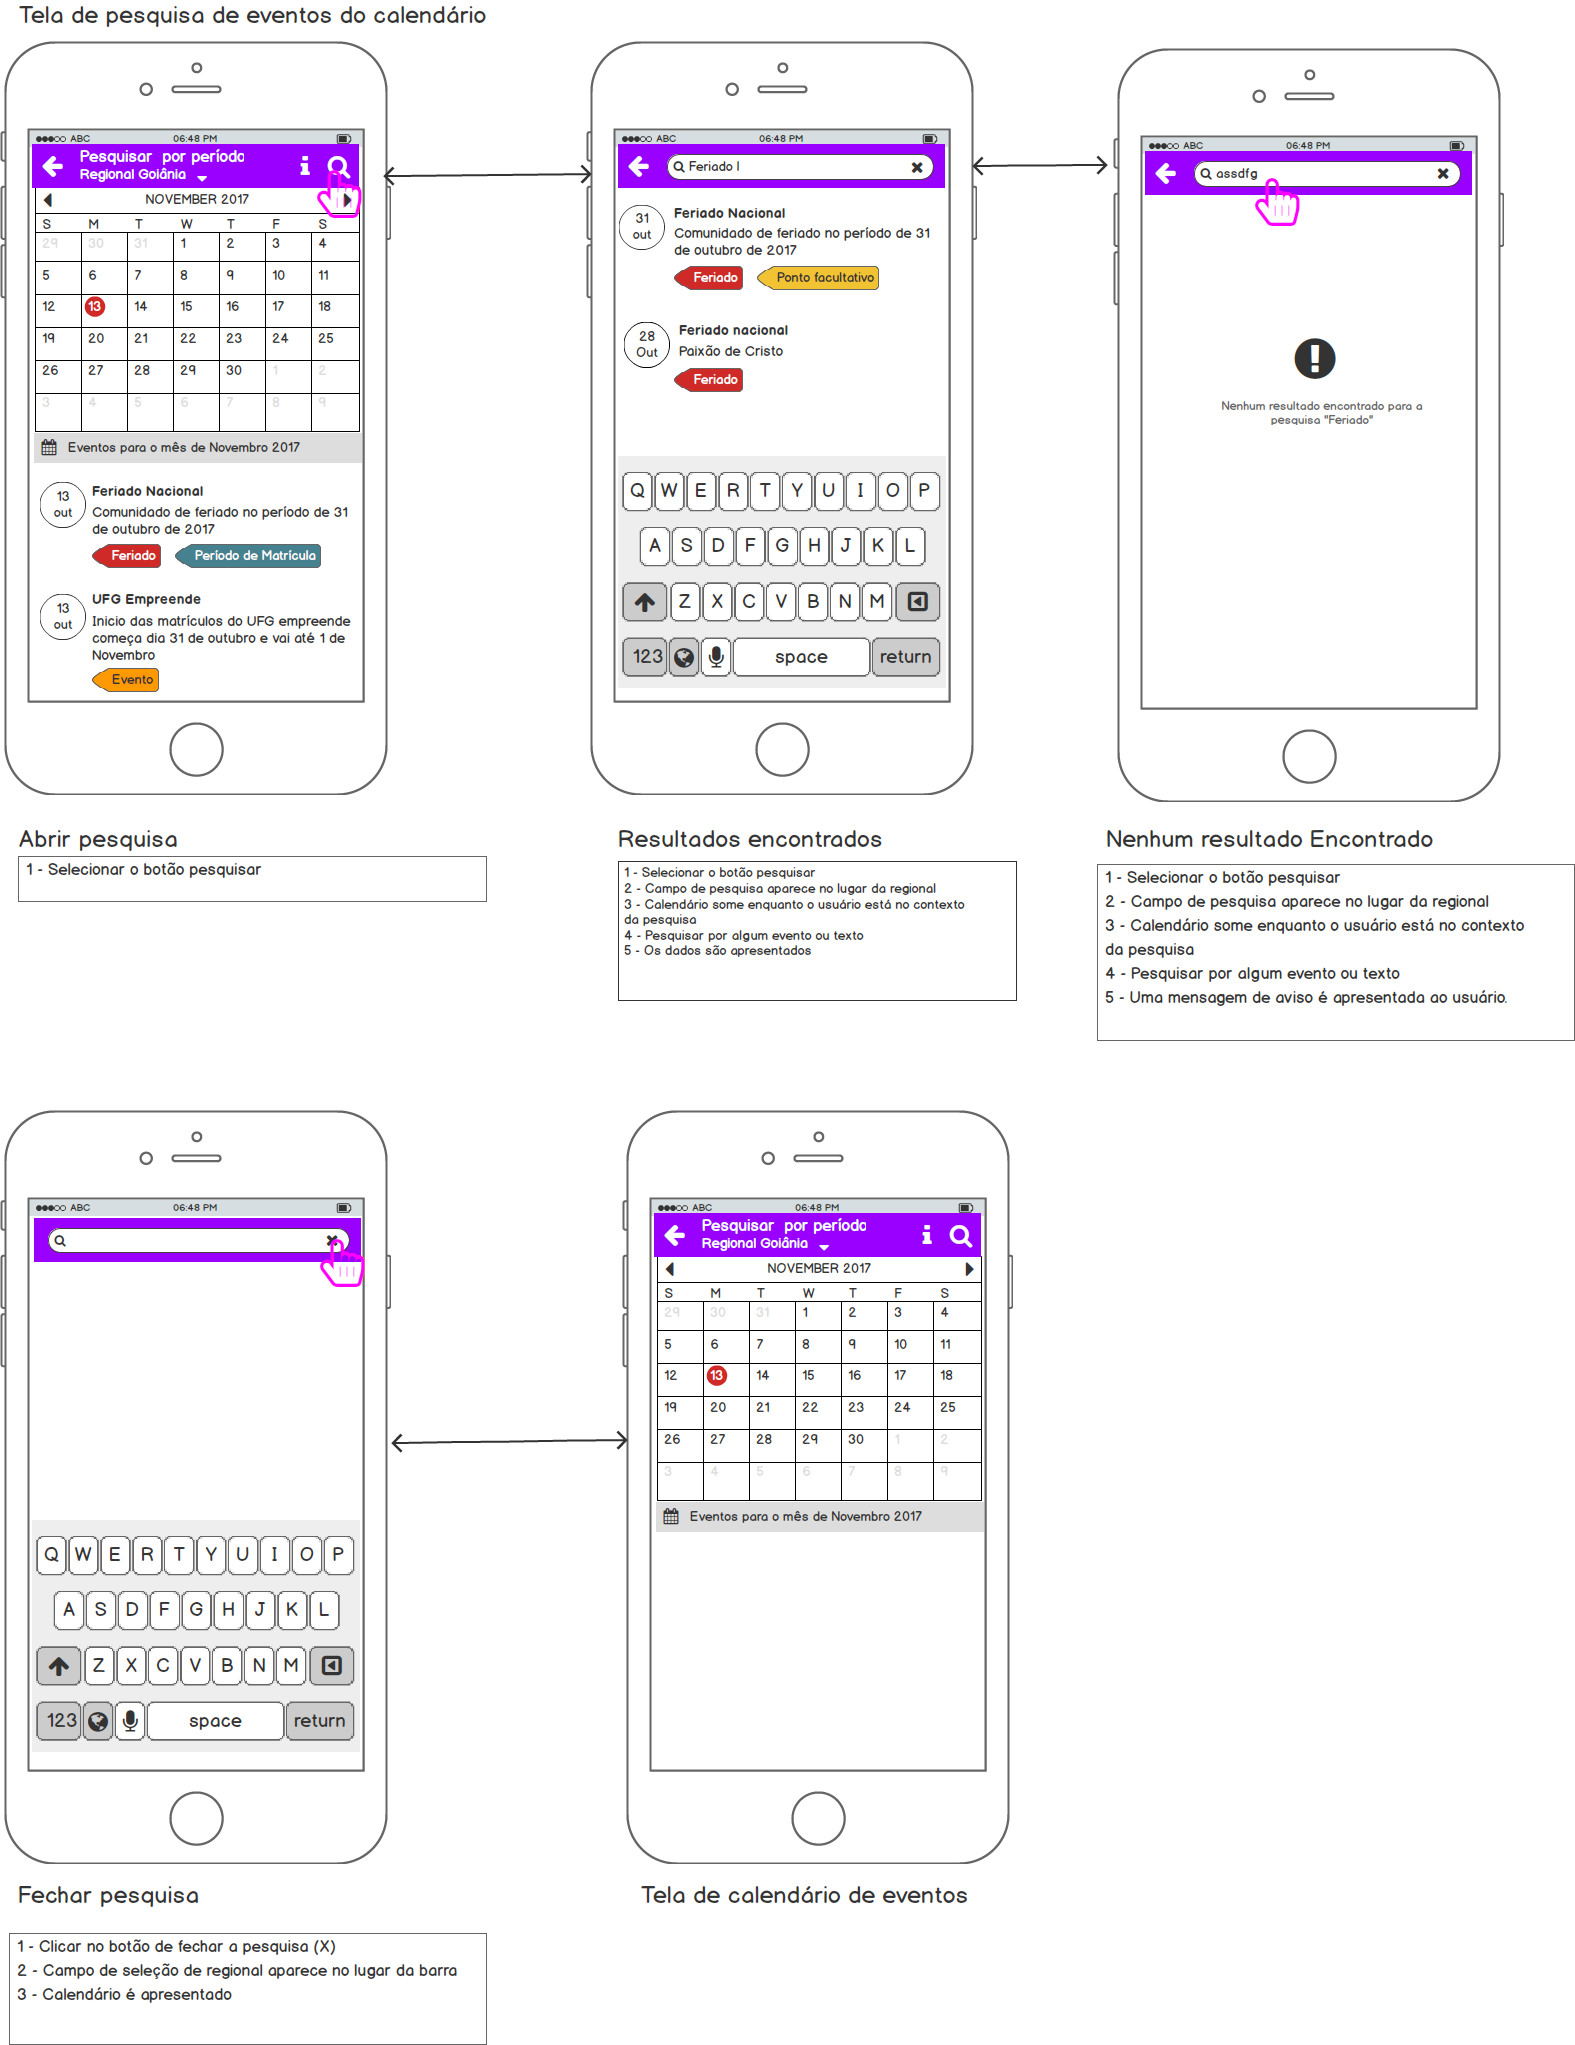 Tela de pesquisa de eventos do calendário
ABC 06:48 PM
Pesquisar por período
Regional Goiânia
NOVEMBER 2017
S M T W T F S
29 30 31 1 2 3 4
5 6 7 8 9 10 11
12 13 14 15 16 17 18
19 20 21 22 23 24 25
26 27 28 29 30 1 2
3 4 5 6 7 8 9
Eventos para o mês de Novembro 2017
13
out
Feriado Nacional
Comunidado de feriado no período de 31
de outubro de 2017
Feriado Período de Matrícula
13
out
UFG Empreende
Inicio das matrículos do UFG empreende
começa dia 31 de outubro e vai até 1 de
Novembro
Evento
Abrir pesquisa
1 - Selecionar o botão pesquisar
ABC 06:48 PM
Feriado |
31
out
Feriado Nacional
Comunidado de feriado no período de 31
de outubro de 2017
Feriado Ponto facultativo
28
Out
Feriado nacional
Paixão de Cristo
Feriado
Q W E R T Y U I O P
A S D F G H J K L
Z X C V B N M
123 space return
Resultados encontrados
1 - Selecionar o botão pesquisar
2 - Campo de pesquisa aparece no lugar da regional
3 - Calendário some enquanto o usuário está no contexto
da pesquisa
4 - Pesquisar por algum evento ou texto
5 - Os dados são apresentados
ABC 06:48 PM
assdfg
Nenhum resultado encontrado para a
pesquisa "Feriado"
Nenhum resultado Encontrado
1 - Selecionar o botão pesquisar
2 - Campo de pesquisa aparece no lugar da regional
3 - Calendário some enquanto o usuário está no contexto
da pesquisa
4 - Pesquisar por algum evento ou texto
5 - Uma mensagem de aviso é apresentada ao usuário.
ABC 06:48 PM
Q W E R T Y U I O P
A S D F G H J K L
Z X C V B N M
123 space return
Fechar pesquisa
1 - Clicar no botão de fechar a pesquisa (X)
2 - Campo de seleção de regional aparece no lugar da barra
3 - Calendário é apresentado
ABC 06:48 PM
Pesquisar por período
Regional Goiânia
NOVEMBER 2017
S M T W T F S
29 30 31 1 2 3 4
5 6 7 8 9 10 11
12 13 14 15 16 17 18
19 20 21 22 23 24 25
26 27 28 29 30 1 2
3 4 5 6 7 8 9
Eventos para o mês de Novembro 2017
Tela de calendário de eventos